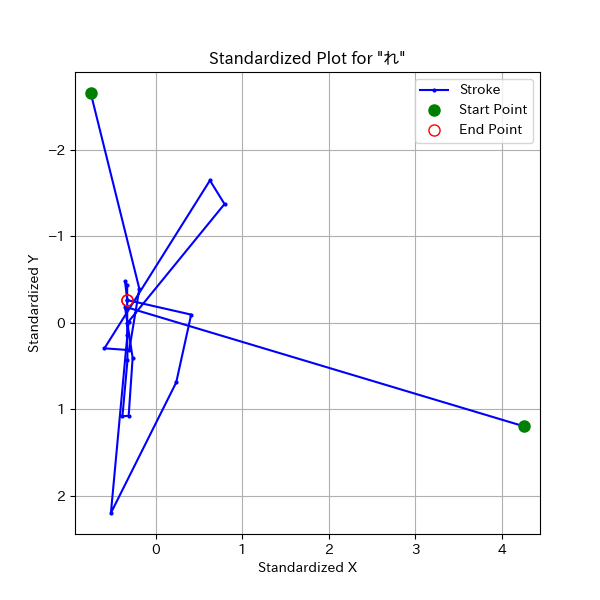 Standardized Plot for "れ"
Stroke
Start Point
End Point
−2
−1
0
1
2
Standardized Y
0 1 2 3 4
Standardized X